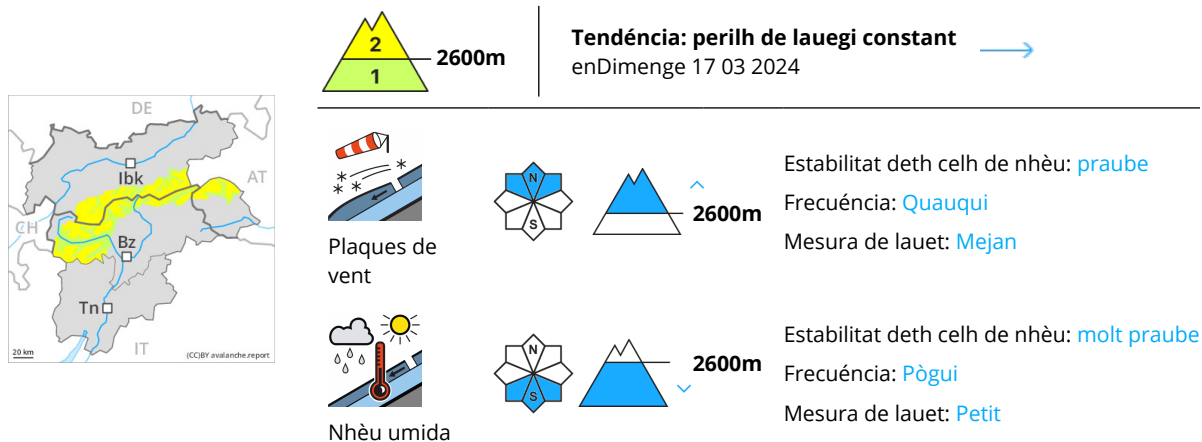 2
1
2600m
Tendéncia: perilh de lauegi constant
enDimenge 17 03 2024
DE
Ibk
AT
CH
Bz
Tn
IT
20 km
(CC)BY avalanche.report
Plaques de
vent
N
S
2600m
Estabilitat deth celh de nhèu: praube
Frecuéncia: Quauqui
Mesura de lauet: Mejan
Nhèu umida
N
S
2600m
Estabilitat deth celh de nhèu: molt praube
Frecuéncia: Pògui
Mesura de lauet: Petit